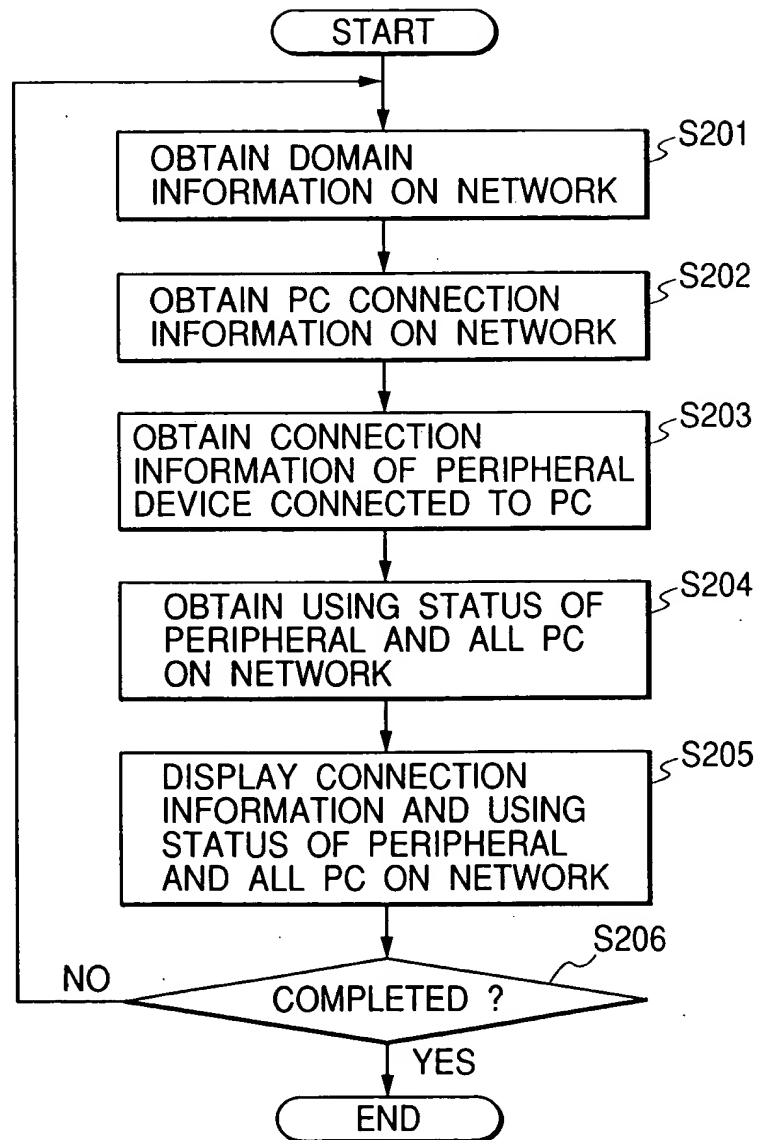 START
S201
OBTAIN DOMAIN
INFORMATION ON NETWORK
S202
OBTAIN PC CONNECTION
INFORMATION ON NETWORK
S203
OBTAIN CONNECTION
INFORMATION OF PERIPHERAL
DEVICE CONNECTED TO PC
S204
OBTAIN USING STATUS OF
PERIPHERAL AND ALL PC
ON NETWORK
S205
DISPLAY CONNECTION
INFORMATION AND USING
STATUS OF PERIPHERAL
AND ALL PC ON NETWORK
S206
NO
COMPLETED ?
YES
END